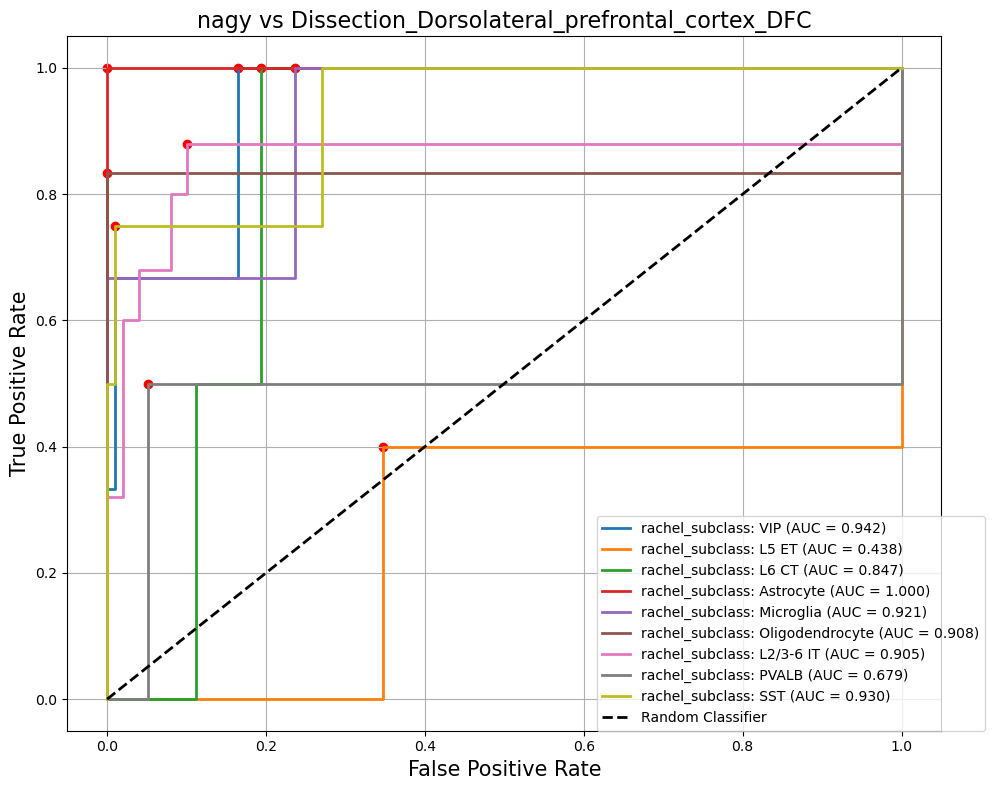 nagy vs Dissection_Dorsolateral_prefrontal_cortex_DFC
True Positive Rate
1.0
0.8
0.6
0.4
0.2
0.0
rachel_subclass: VIP (AUC = 0.942)
rachel_subclass: L5 ET (AUC = 0.438)
rachel_subclass: L6 CT (AUC = 0.847)
rachel_subclass: Astrocyte (AUC = 1.000)
rachel_subclass: Microglia (AUC = 0.921)
rachel_subclass: Oligodendrocyte (AUC = 0.908)
rachel_subclass: L2/3-6 IT (AUC = 0.905)
rachel_subclass: PVALB (AUC = 0.679)
rachel_subclass: SST (AUC = 0.930)
Random Classifier
0.0 0.2 0.4 0.6 0.8 1.0
False Positive Rate